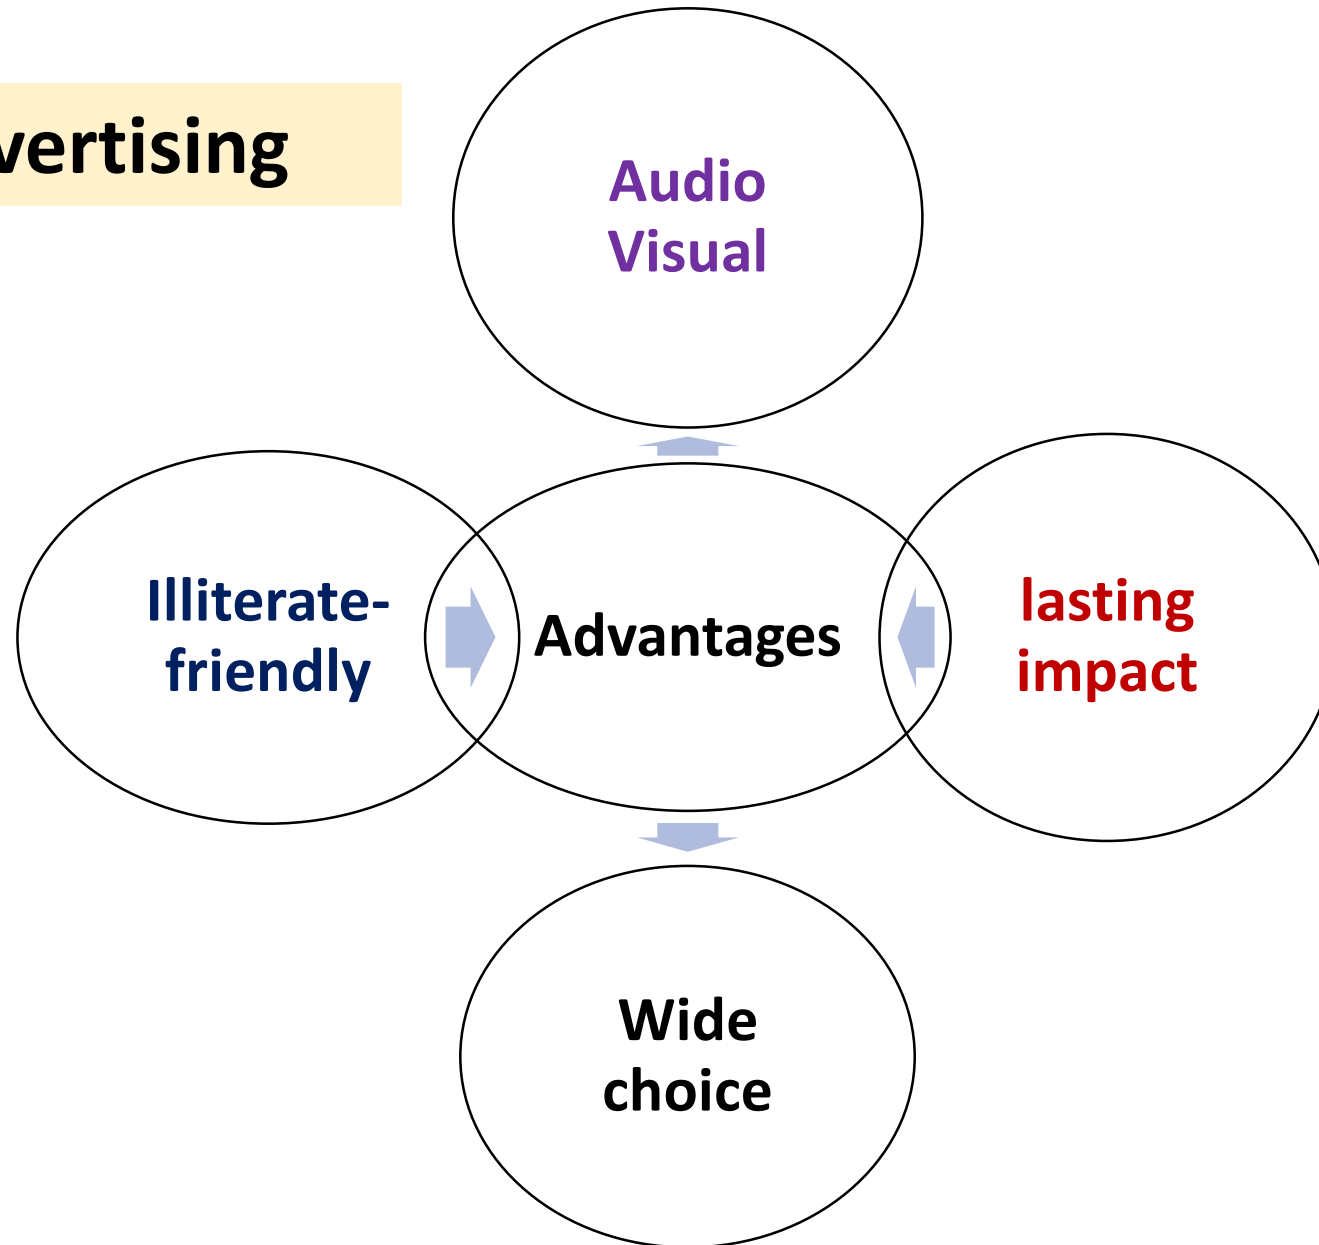 vertising
Audio
Visual
Illiterate-
friendly
Advantages
lasting
impact
Wide
choice